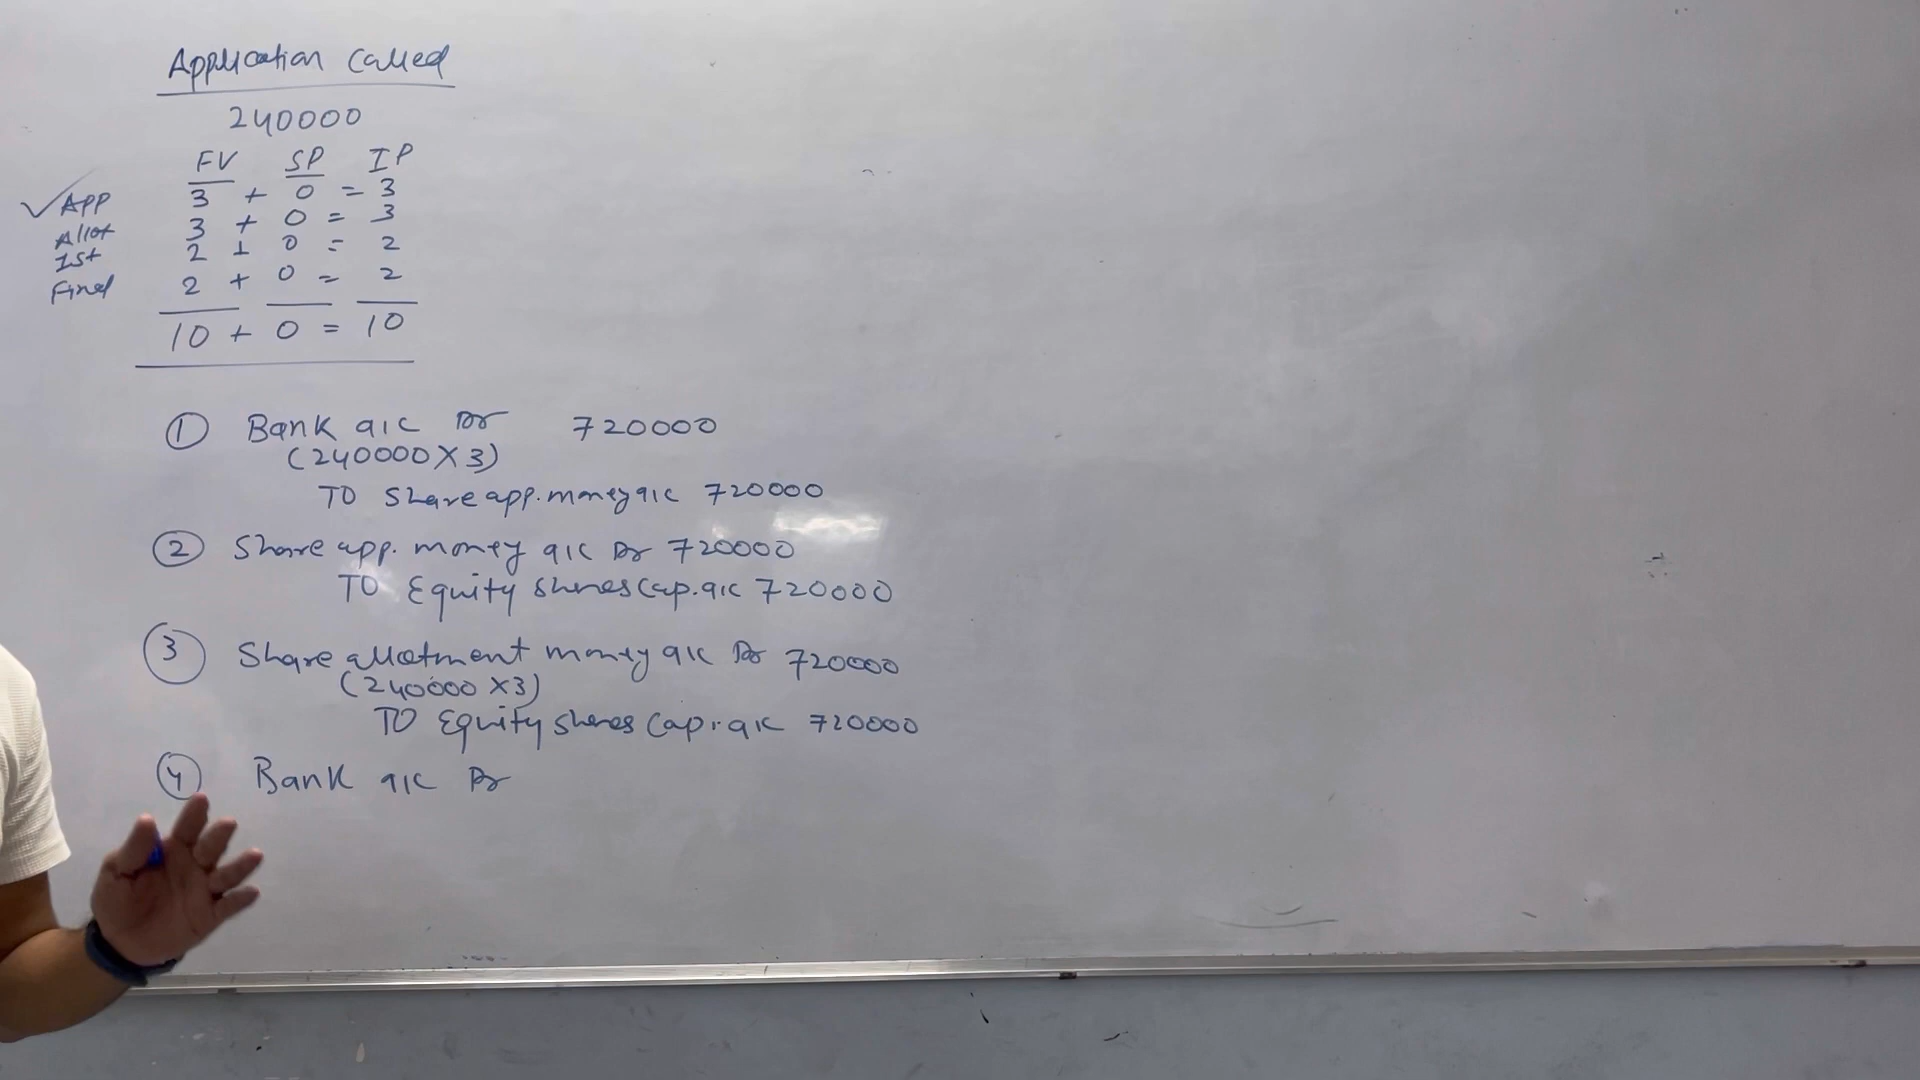 Application Called
240000
FV SP IP
APP 3 + 0 = 3
Allot 3 + 0 = 3
1st 2 + 0 = 2
Final 2 + 0 = 2
10 + 0 = 10
① Bank a/c Dr 720000
(240000 X 3)
TO Share app. money a/c 720000
② Share app. money a/c Dr 720000
TO Equity shares Cap. a/c 720000
③ Share allotment money a/c Dr 720000
(240000 X 3)
TO Equity shares Cap. a/c 720000
④ Bank a/c Dr